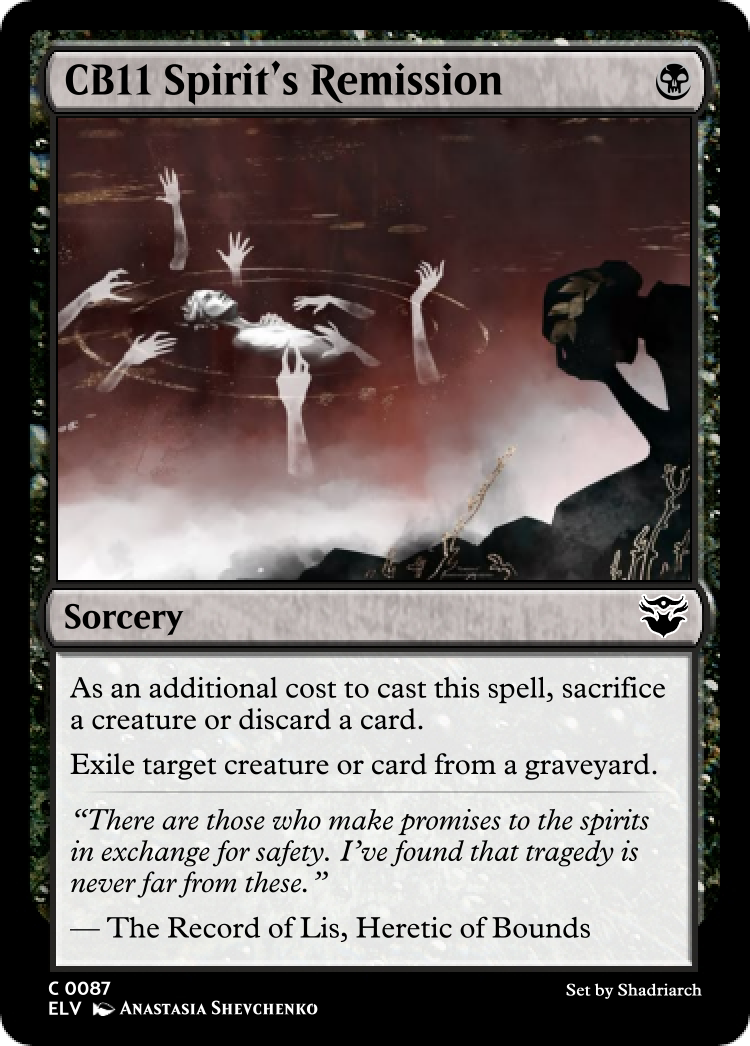 CB11 Spirit's Remission
Sorcery
As an additional cost to cast this spell, sacrifice
a creature or discard a card.
Exile target creature or card from a graveyard.
“There are those who make promises to the spirits
in exchange for safety. I’ve found that tragedy is
never far from these.”
— The Record of Lis, Heretic of Bounds
C 0087
Set by Shadriarch
ELV Anastasia Shevchenko